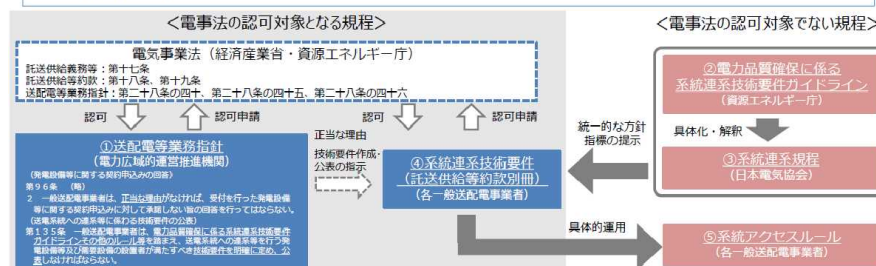 ＜電事法の認可対象となる規程＞
＜電事法の認可対象でない規程＞
電気事業法（経済産業省・資源エネルギー庁）
託送供給義務等：第十七条
託送供給等約款：第十八条、第十九条
送配電等業務指針：第二十八条の四十、第二十八条の四十五、第二十八条の四十六
認可
認可申請
認可
認可申請
①送配電等業務指針
（電力広域的運営推進機関）
（発電設備等に関する契約申込みの回答）
第９６条　（略）
２　一般送配電事業者は、正当な理由がなければ、受付を行った発電設備
等に関する契約申込みに対して承諾しない旨の回答を行ってはならない。
（送電系統への連系等に係わる技術要件の公表）
第１３５条　一般送配電事業者は、電力品質確保に係る系統連系技術要件
ガイドラインその他のルール等を踏まえ、送電系統への連系等を行う発
電設備等及び需要設備の設置者が満たすべき技術要件を明確に定め、公
表しなければならない。
正当な理由
技術要件作成・
公表の指示
④系統連系技術要件
（託送供給等約款別冊）
（各一般送配電事業者）
統一的な方針
指標の提示
②電力品質確保に係る
系統連系技術要件ガイドライン
（資源エネルギー庁）
具体化・解釈
③系統連系規程
（日本電気協会）
具体的運用
⑤系統アクセスルール
（各一般送配電事業者）